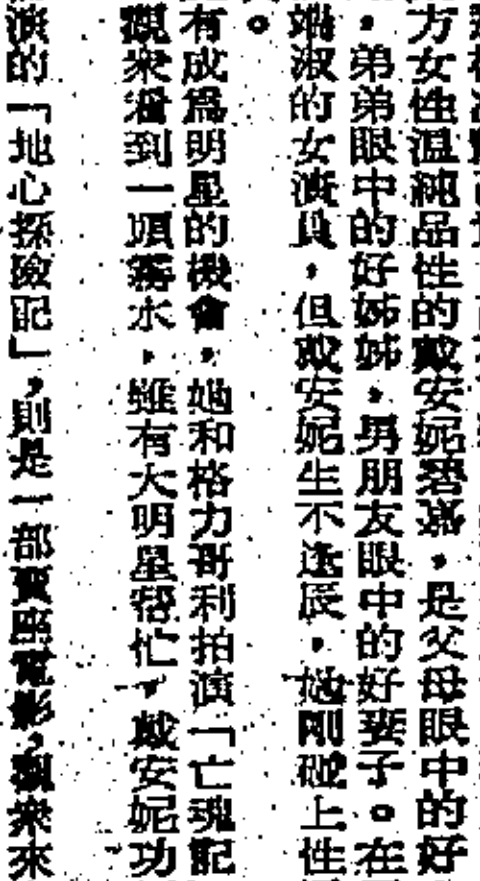 方女性溫純品性的戴安妮碧嘉，是父母眼中的好
，弟弟眼中的好姊姊，男朋友眼中的好妻子。在
端淑的女演員，但戴安妮生不逢辰，她剛碰上性
。
有成爲明星的機會，她和格力哥利拍演「亡魂記
觀衆看到一頭霧水，雖有大明星幫忙，戴安妮功
演的「地心探險記」，則是一部賣座電影，觀衆來